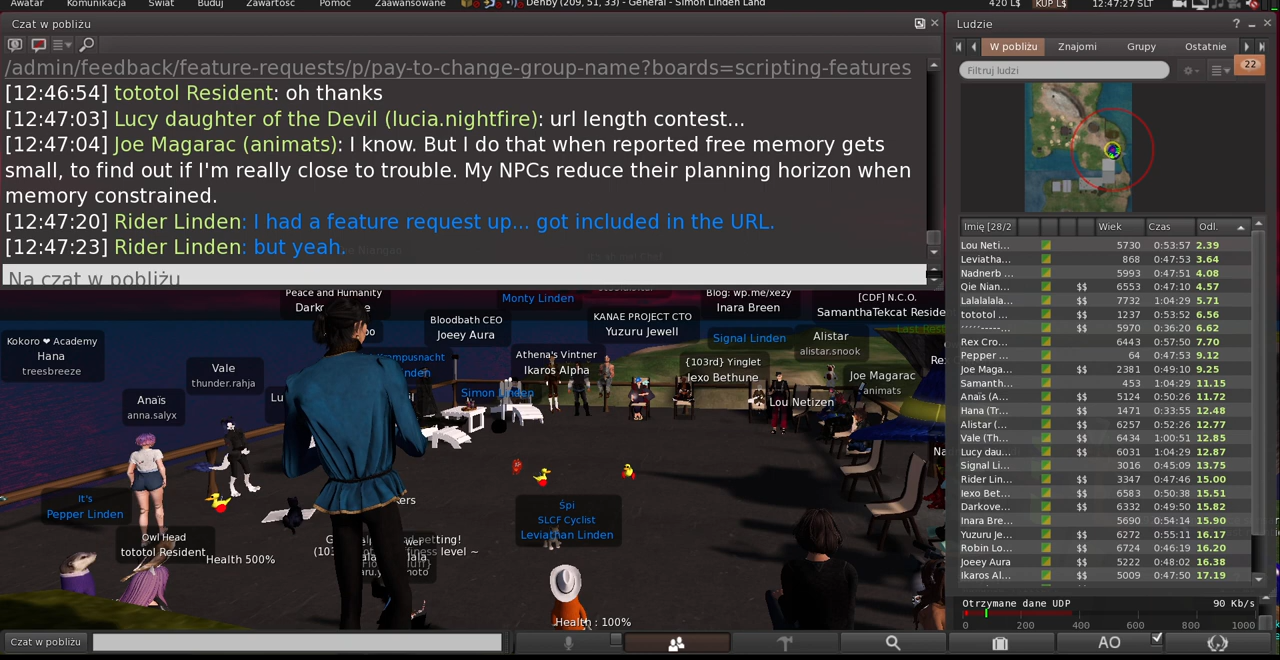 Awatar Komunikacja Świat Buduj Zawartość Pomoc Zaawansowane Denby (209, 51, 33) - General - Simon Linden Land 420 L$ KUP L$ 12:47:27 SLT
Czat w pobliżu
/admin/feedback/feature-requests/p/pay-to-change-group-name?boards=scripting-features
[12:46:54] tototol Resident: oh thanks
[12:47:03] Lucy daughter of the Devil (lucia.nightfire): url length contest...
[12:47:04] Joe Magarac (animats): I know. But I do that when reported free memory gets
small, to find out if I'm really close to trouble. My NPCs reduce their planning horizon when
memory constrained.
[12:47:20] Rider Linden: I had a feature request up... got included in the URL.
[12:47:23] Rider Linden: but yeah.
Na czat w pobliżu
Peace and Humanity
Monty Linden
Blog: wp.me/xezy
Inara Breen
[CDF] N.C.O.
SamanthaTekcat Reside
Bloodbath CEO
Joeey Aura
KANAE PROJECT CTO
Yuzuru Jewell
Signal Linden
Alistar
alistar.snook
Kokoro ❤ Academy
Hana
treesbreeze
Vale
thunder.rahja
Athena's Vintner
Ikaros Alpha
{103rd} Yinglet
Iexo Bethune
Joe Magarac
animats
Simon Linden
Lou Netizen
Anaïs
anna.salyx
It's
Pepper Linden
Owl Head
tototol Resident
Health 500%
Śpi
SLCF Cyclist
Leviathan Linden
Health : 100%
Czat w pobliżu
AO
Ludzie
W pobliżu Znajomi Grupy Ostatnie
Filtruj ludzi
22
Imię [28/2 Wiek Czas Odl.
Lou Neti... 5730 0:53:57 2.39
Leviatha... 868 0:47:53 3.64
Nadnerb ... 5993 0:47:51 4.08
Qie Nian... $$ 6553 0:47:10 4.57
Lalalalala... $$ 7732 1:04:29 5.71
tototol ... $$ 1237 0:53:52 6.56
$$ 5970 0:36:20 6.62
Rex Cro... 6443 0:57:50 7.70
Pepper ... 64 0:47:53 9.12
Joe Maga... $$ 2381 0:49:10 9.25
Samanth... 453 1:04:29 11.15
Anaïs (A... $$ 5124 0:50:26 11.72
Hana (Tr... $$ 1471 0:33:55 12.48
Alistar (... $$ 6257 0:52:26 12.77
Vale (Th... $$ 6434 1:00:51 12.85
Lucy dau... $$ 6031 1:04:29 12.87
Signal Li... 3016 0:45:09 13.75
Rider Lin... $$ 3347 0:47:46 15.00
Iexo Bet... $$ 6583 0:50:38 15.51
Darkove... $$ 6332 0:49:50 15.82
Inara Bre... 5690 0:54:14 15.90
Yuzuru Je... $$ 6272 0:55:11 16.17
Robin Lo... $$ 6724 0:46:19 16.20
Joeey Aura $$ 5222 0:48:02 16.38
Ikaros Al... $$ 5009 0:47:50 17.19
Otrzymane dane UDP 90 Kb/s
0 200 400 600 800 1000